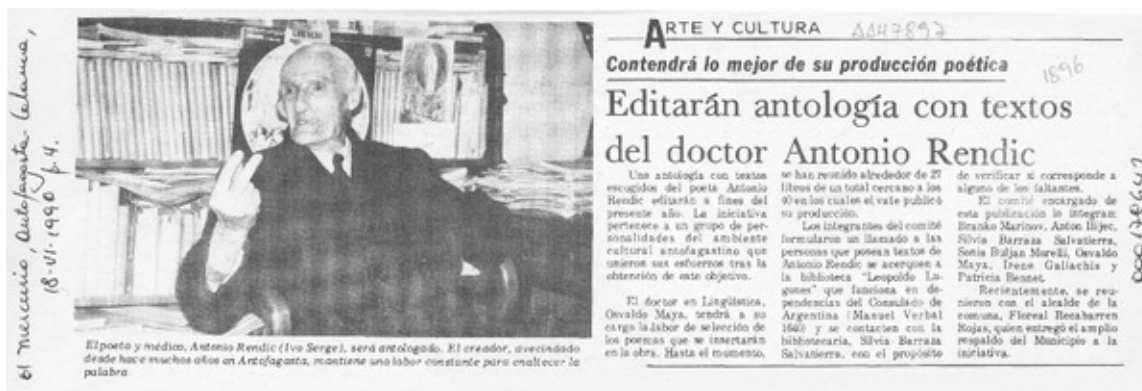 El Mercurio, Antofagasta-Calama,
18-VI-1990 p. 4.
El poeta y médico, Antonio Rendic (Ivo Serge), será antologado. El creador, avecindado
desde hace muchos años en Antofagasta, mantiene una labor constante para enaltecer la
palabra
ARTE Y CULTURA
AA47897
1896
Contendrá lo mejor de su producción poética
Editarán antología con textos
del doctor Antonio Rendic
Una antología con textos
escogidos del poeta Antonio
Rendic editarán a fines del
presente año. La iniciativa
pertenece a un grupo de per-
sonalidades del ambiente
cultural antofagastino que
unieron sus esfuerzos tras la
obtención de este objetivo.
El doctor en Lingüística,
Osvaldo Maya, tendrá a su
cargo la labor de selección de
los poemas que se insertarán
en la obra. Hasta el momento,
se han reunido alrededor de 27
libros de un total cercano a los
40 en los cuales el vate publicó
su producción.
Los integrantes del comité
formularon un llamado a las
personas que posean textos de
Antonio Rendic se acerquen a
la biblioteca "Leopoldo Lu-
gones" que funciona en de-
pendencias del Consulado de
Argentina (Manuel Verbal
1640) y se contacten con la
bibliotecaria, Silvia Barraza
Salvatierra, con el propósito
de verificar si corresponde a
alguno de los faltantes.
El comité encargado de
esta publicación lo integran:
Branko Marinov, Anton Ilijec,
Silvia Barraza Salvatierra,
Sonia Buljan Morelli, Osvaldo
Maya, Irene Galiachis y
Patricia Bennet.
Recientemente, se reu-
nieron con el alcalde de la
comuna, Floreal Recabarren
Rojas, quien entregó el amplio
respaldo del Municipio a la
iniciativa.